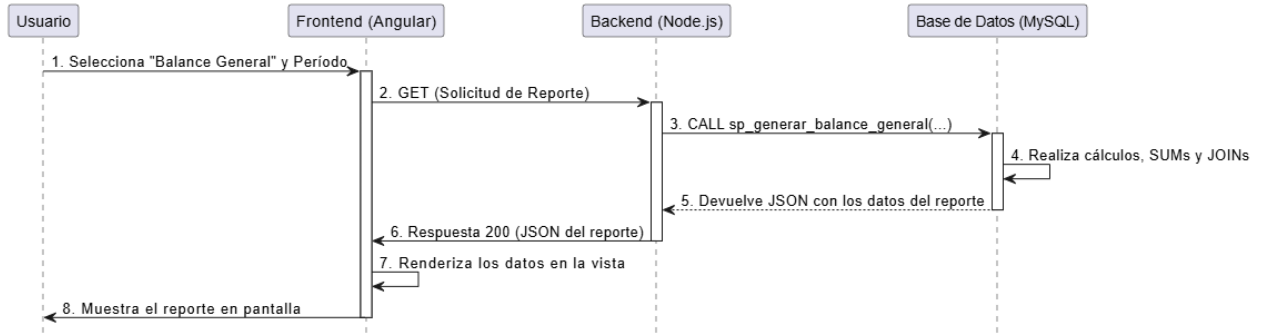 Usuario
Frontend (Angular)
Backend (Node.js)
Base de Datos (MySQL)
1. Selecciona "Balance General" y Período
2. GET (Solicitud de Reporte)
3. CALL sp_generar_balance_general(...)
4. Realiza cálculos, SUMs y JOINs
5. Devuelve JSON con los datos del reporte
6. Respuesta 200 (JSON del reporte)
7. Renderiza los datos en la vista
8. Muestra el reporte en pantalla